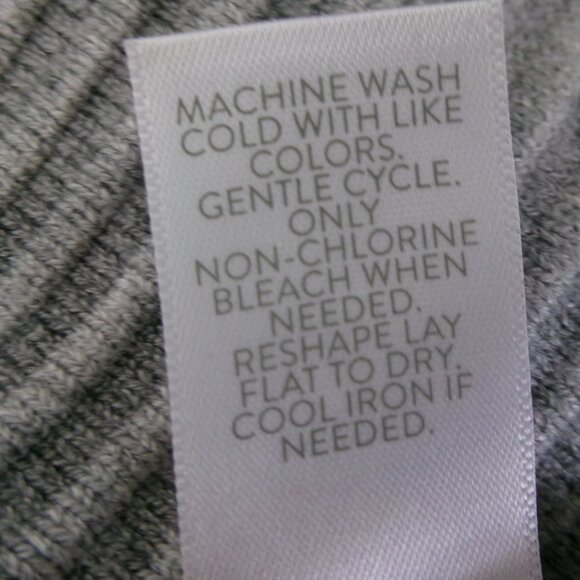 MACHINE WASH
COLD WITH LIKE
COLORS.
GENTLE CYCLE.
ONLY
NON-CHLORINE
BLEACH WHEN
NEEDED.
RESHAPE LAY
FLAT TO DRY.
COOL IRON IF
NEEDED.